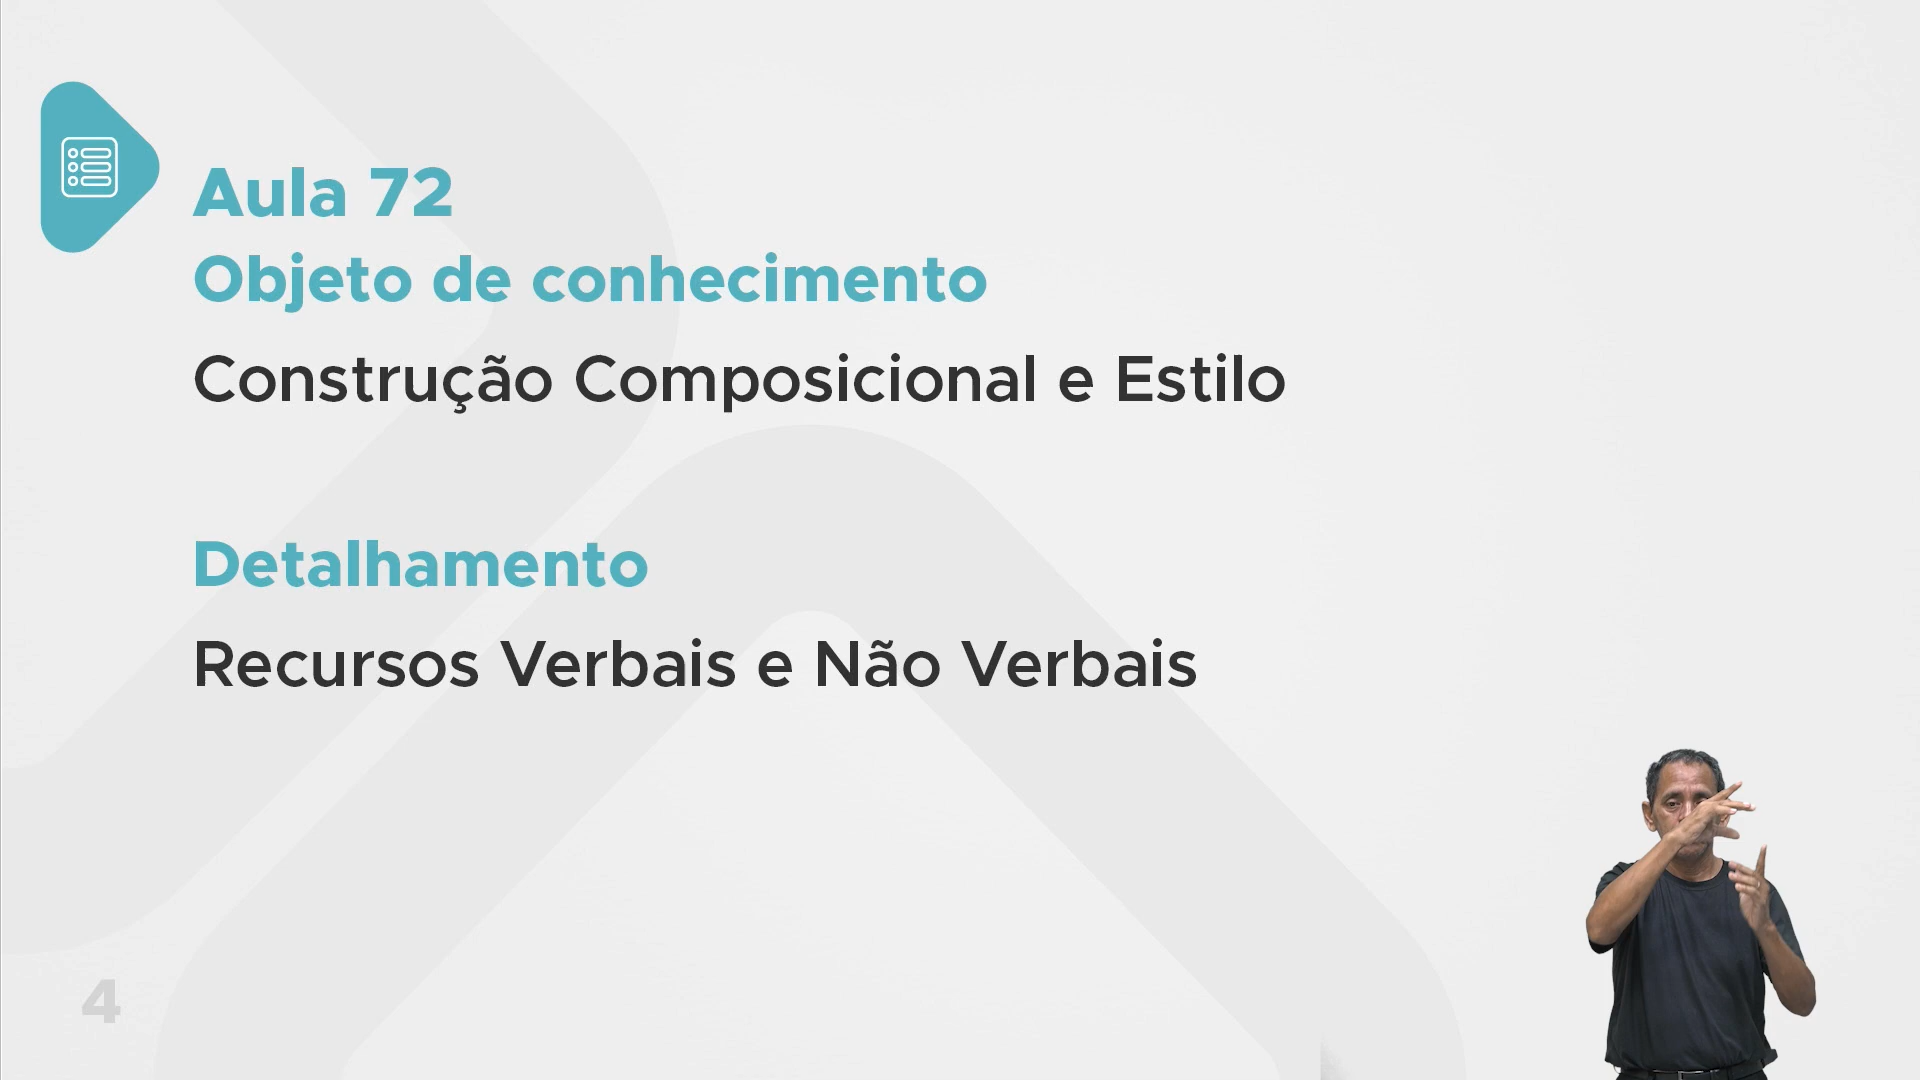 Aula 72
Objeto de conhecimento
Construção Composicional e Estilo
Detalhamento
Recursos Verbais e Não Verbais
4